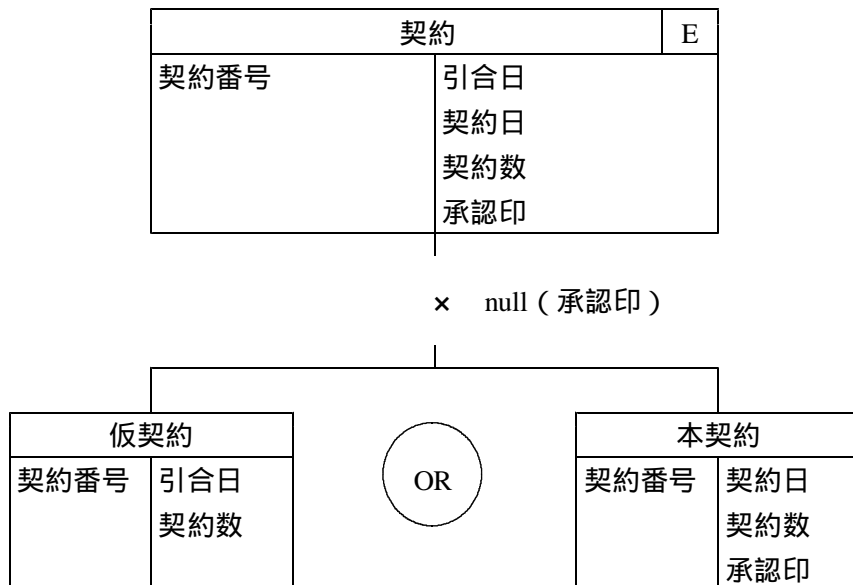 契約 E
契約番号 引合日
契約日
契約数
承認印
× null ( 承認印 )
仮契約
契約番号 引合日
契約数
OR
本契約
契約番号 契約日
契約数
承認印